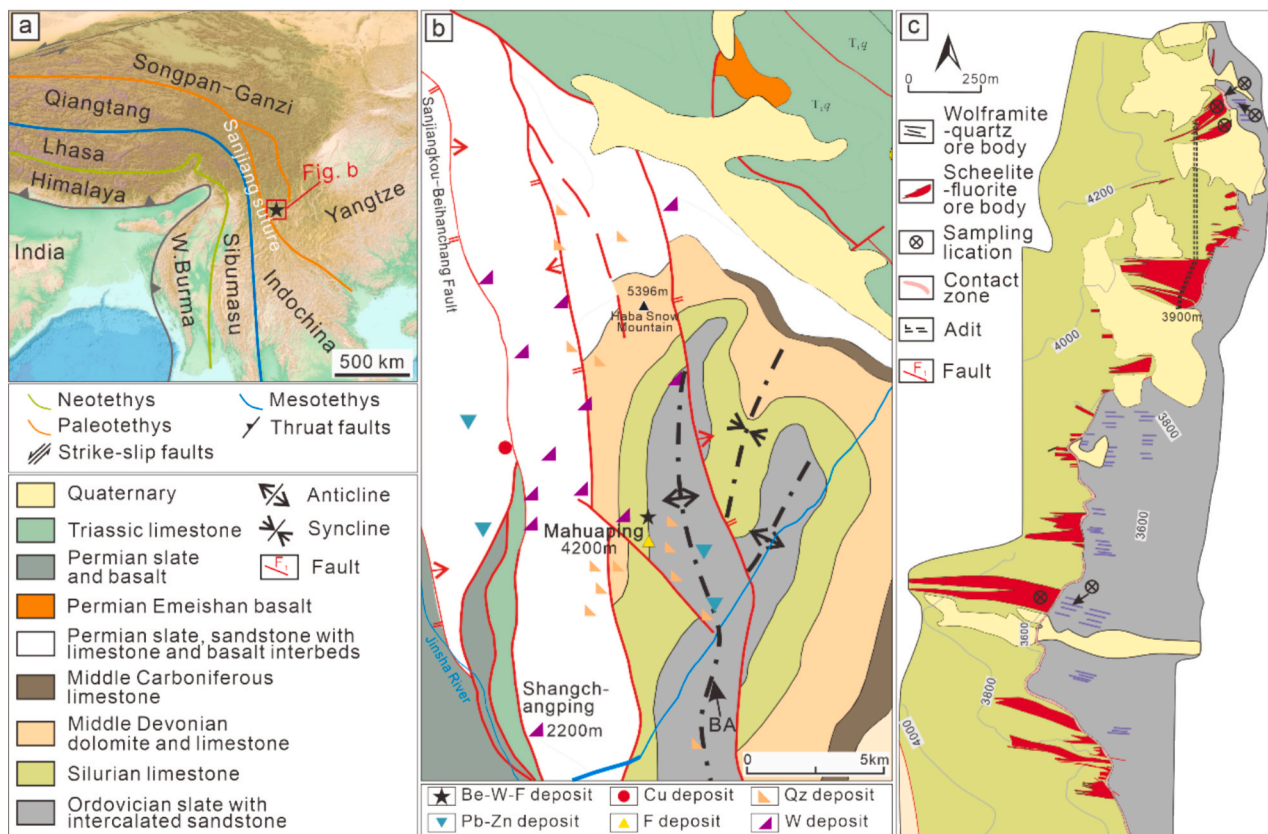 a
Songpan-Ganzi
Qiangtang
Lhasa
Himalaya
Sanjiang suture
Fig. b
Yangtze
India
W.Burma
Sibumasu
Indochina
500 km
Neotethys
Mesotethys
Paleotethys
Thruat faults
Strike-slip faults
Quaternary
Anticline
Triassic limestone
Syncline
Permian slate
and basalt
F₁
Fault
Permian Emeishan basalt
Permian slate, sandstone with
limestone and basalt interbeds
Middle Carboniferous
limestone
Middle Devonian
dolomite and limestone
Silurian limestone
Ordovician slate with
intercalated sandstone
b
T₁q
T₁q
Sanjiangkou-Beihanchang Fault
5396m
Haba Snow
Mountain
Mahuaping
4200m
Jinsha River
Shangch-
angping
2200m
BA
0 5km
Be-W-F deposit
Cu deposit
Qz deposit
Pb-Zn deposit
F deposit
W deposit
c
0 250m
Wolframite
-quartz
ore body
Scheelite
-fluorite
ore body
Sampling
lication
Contact
zone
Adit
F₁
Fault
4200
3900m
4000
3800
3600
3600
3800
4000